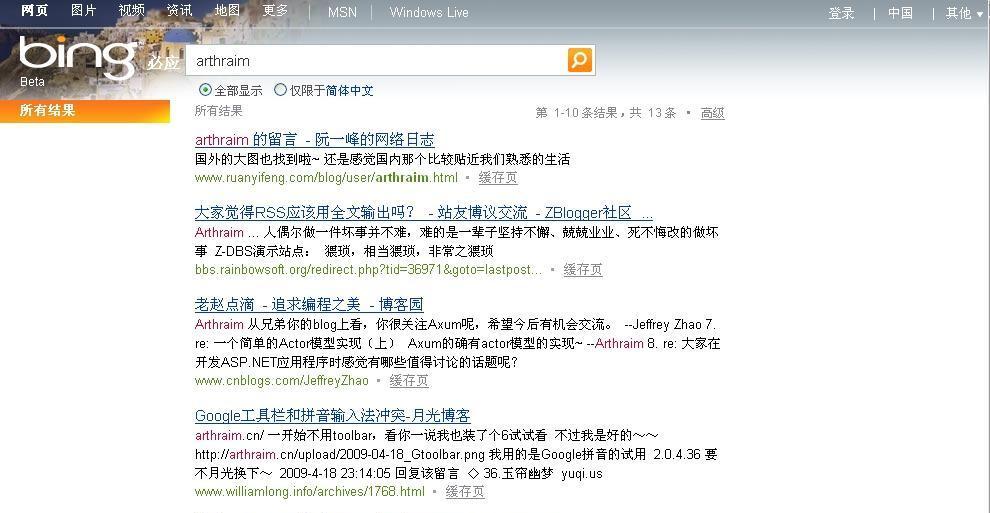 网页 图片 视频 资讯 地图 更多 | MSN | Windows Live 登录 | 中国 | 其他
bing 必应
Beta
arthraim
全部显示 仅限于简体中文
所有结果
所有结果 第 1-10 条结果，共 13 条 • 高级
arthraim 的留言 - 阮一峰的网络日志
国外的大图也找到啦~ 还是感觉国内那个比较贴近我们熟悉的生活
www.ruanyifeng.com/blog/user/arthraim.html • 缓存页
大家觉得RSS应该用全文输出吗？ - 站友博议交流 - ZBlogger社区 ...
Arthraim ... 人偶尔做一件坏事并不难，难的是一辈子坚持不懈、兢兢业业、死不悔改的做坏
事 Z-DBS演示站点： 猥琐，相当猥琐，非常之猥琐
bbs.rainbowsoft.org/redirect.php?tid=36971&goto=lastpost... • 缓存页
老赵点滴 - 追求编程之美 - 博客园
Arthraim 从兄弟你的blog上看，你很关注Axum呢，希望今后有机会交流。 --Jeffrey Zhao 7.
re: 一个简单的Actor模型实现（上） Axum的确有actor模型的实现~ --Arthraim 8. re: 大家在
开发ASP.NET应用程序时感觉有哪些值得讨论的话题呢？
www.cnblogs.com/JeffreyZhao • 缓存页
Google工具栏和拼音输入法冲突-月光博客
arthraim.cn/ 一开始不用toolbar，看你一说我也装了个6试试看 不过我是好的～～
http://arthraim.cn/upload/2009-04-18_Gtoolbar.png 我用的是Google拼音的试用 2.0.4.36 要
不月光换下～ 2009-4-18 23:14:05 回复该留言 ◇ 36.玉帘幽梦 yuqi.us
www.williamlong.info/archives/1768.html • 缓存页